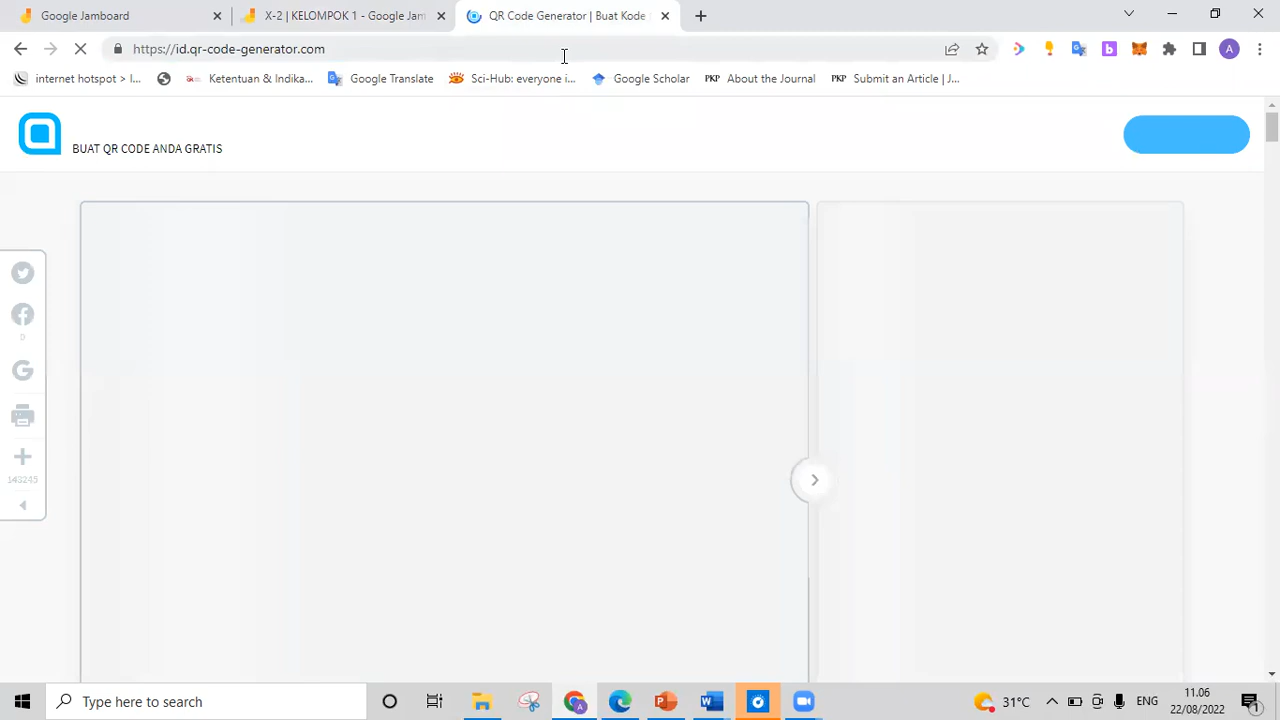 Google Jamboard
X-2 | KELOMPOK 1 - Google Jam
QR Code Generator | Buat Kode
https://id.qr-code-generator.com
A
internet hotspot > I...
Ketentuan & Indika...
Google Translate
Sci-Hub: everyone i...
Google Scholar
PKP About the Journal
PKP Submit an Article | J...
BUAT QR CODE ANDA GRATIS
0
143245
Type here to search
31°C
ENG
11.06
22/08/2022
1